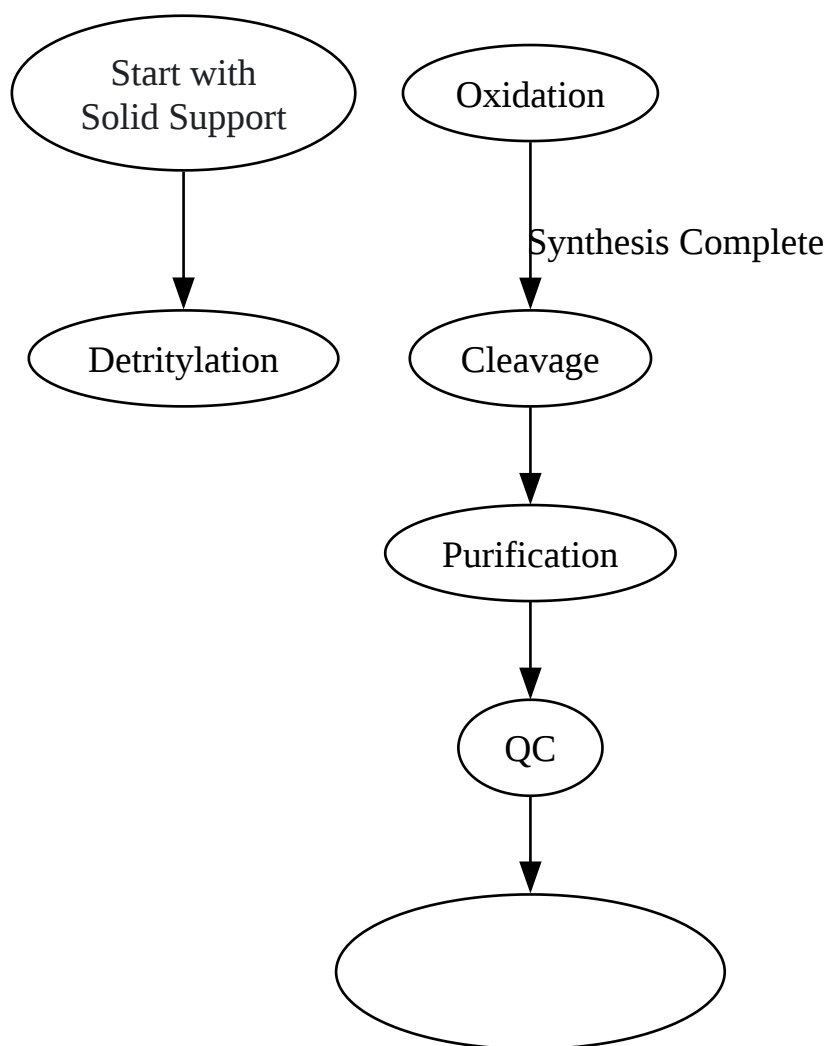 Start with
Solid Support
Oxidation
Synthesis Complete
Detritylation
Cleavage
Purification
QC